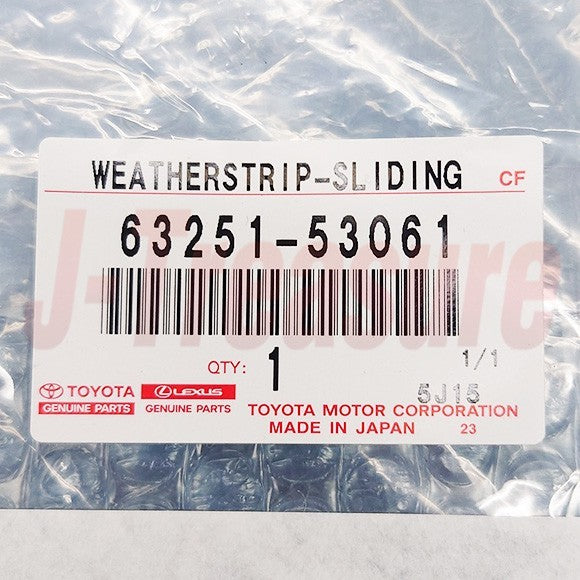 WEATHERSTRIP-SLIDING CF
63251-53061
J-Treasure
QTY: 1 1/1
5J15
TOYOTA LEXUS
GENUINE PARTS GENUINE PARTS
TOYOTA MOTOR CORPORATION
MADE IN JAPAN 23